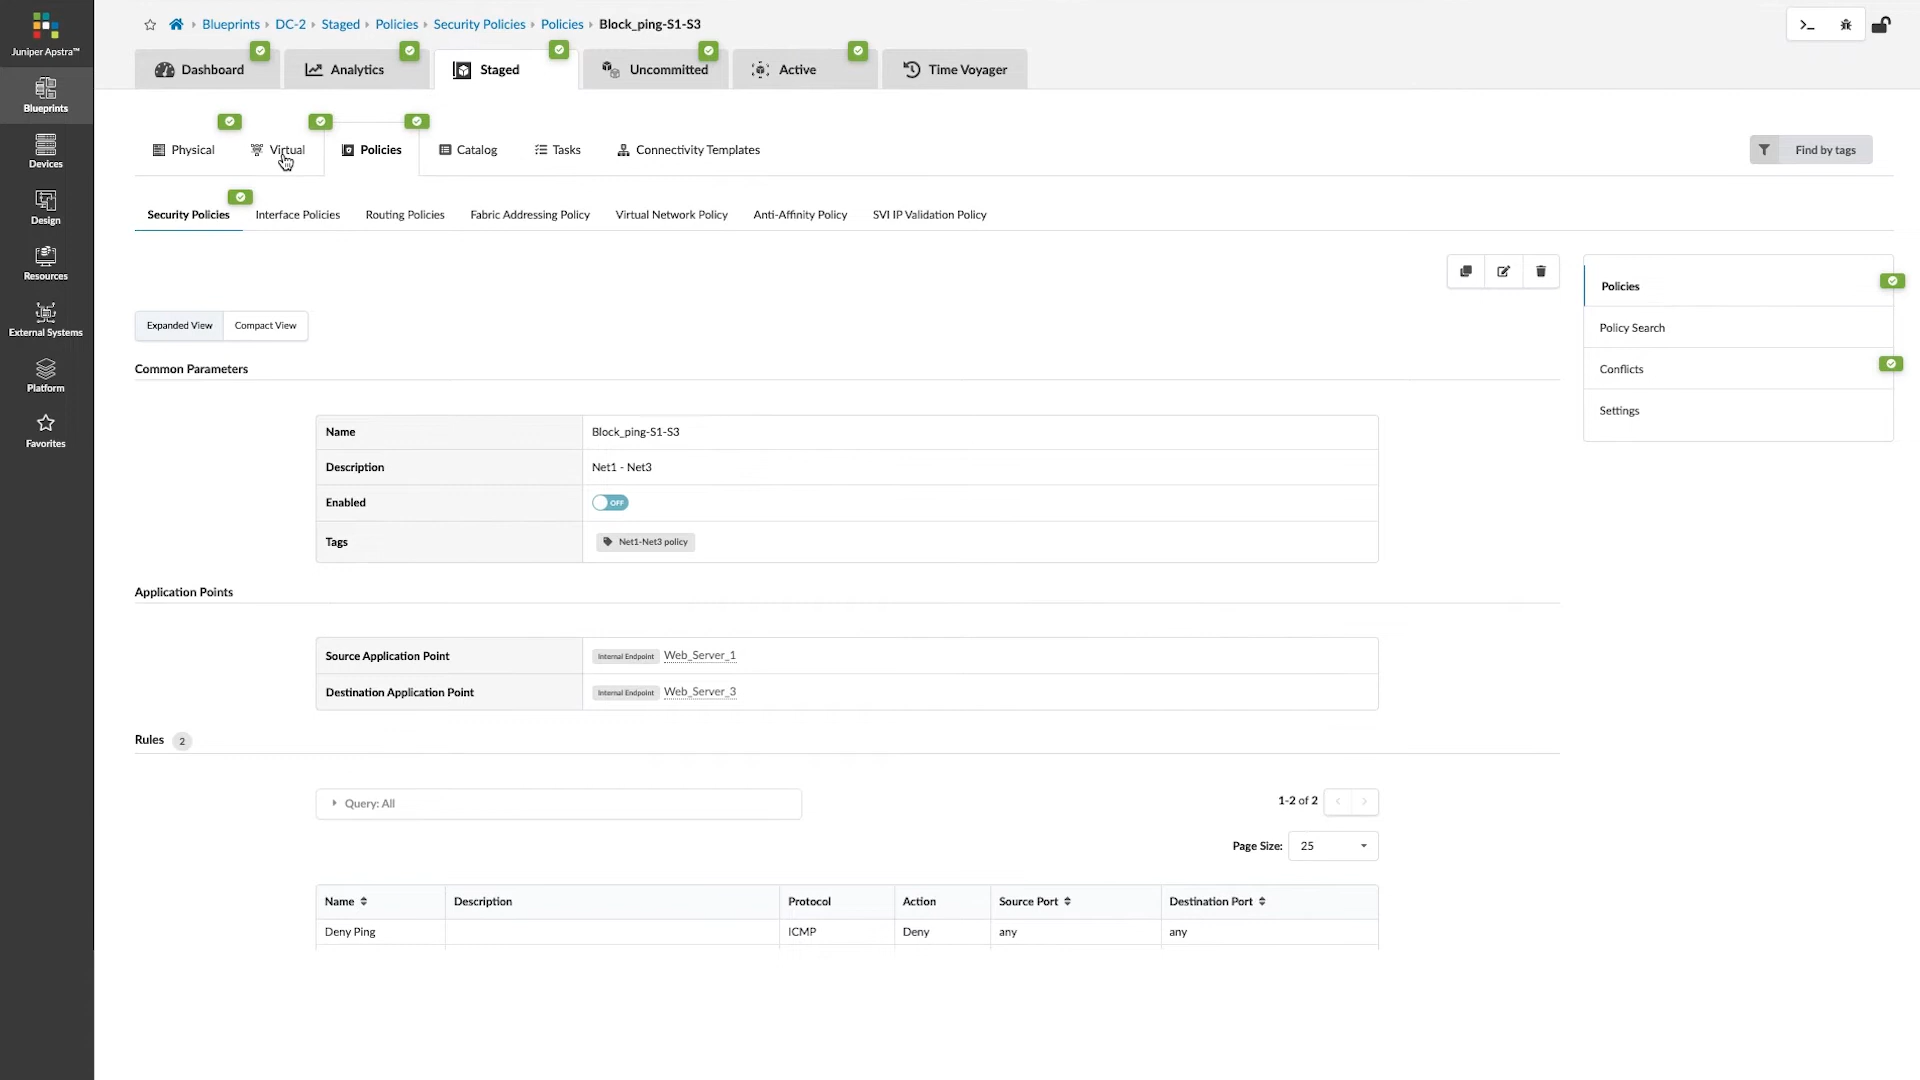 Juniper Apstra™
Blueprints
Devices
Design
Resources
External Systems
Platform
Favorites
Blueprints › DC-2 › Staged › Policies › Security Policies › Policies › Block_ping-S1-S3
Dashboard Analytics Staged Uncommitted Active Time Voyager
Physical Virtual Policies Catalog Tasks Connectivity Templates Find by tags
Security Policies Interface Policies Routing Policies Fabric Addressing Policy Virtual Network Policy Anti-Affinity Policy SVI IP Validation Policy
Policies
Policy Search
Conflicts
Settings
Expanded View Compact View
Common Parameters
Name Block_ping-S1-S3
Description Net1 - Net3
Enabled OFF
Tags Net1-Net3 policy
Application Points
Source Application Point Internal Endpoint Web_Server_1
Destination Application Point Internal Endpoint Web_Server_3
Rules 2
Query: All 1-2 of 2
Page Size: 25
Name Description Protocol Action Source Port Destination Port
Deny Ping ICMP Deny any any